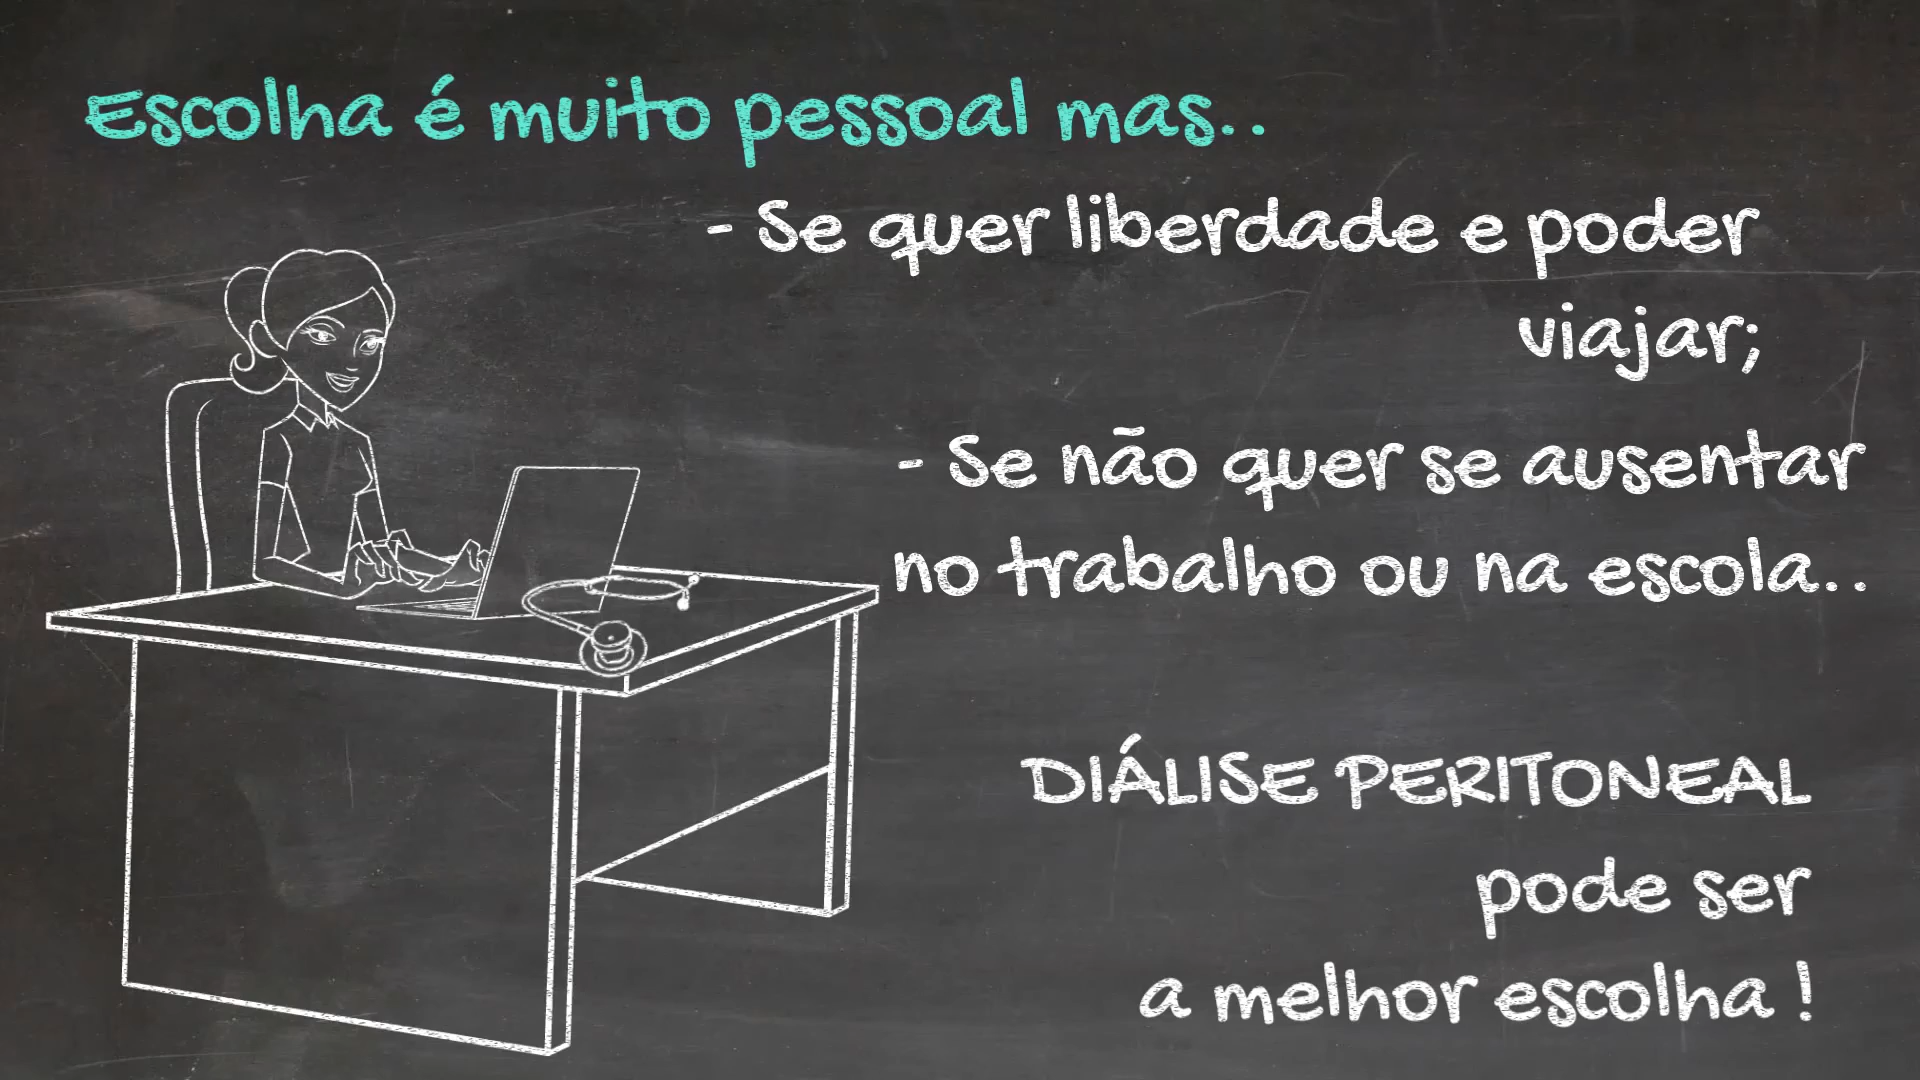 Escolha é muito pessoal mas..
- Se quer liberdade e poder
viajar;
- Se não quer se ausentar
no trabalho ou na escola..
DIÁLISE PERITONEAL
pode ser
a melhor escolha !